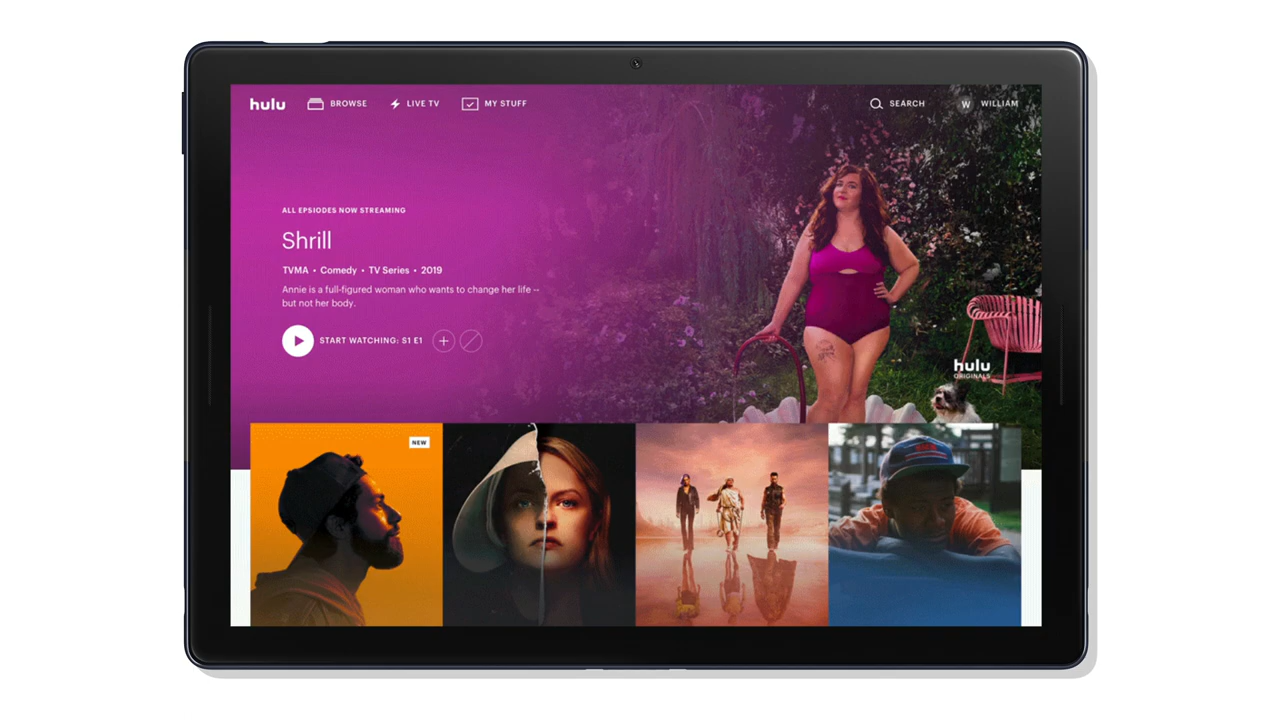 hulu BROWSE LIVE TV MY STUFF SEARCH W WILLIAM
ALL EPSIODES NOW STREAMING
Shrill
TVMA • Comedy • TV Series • 2019
Annie is a full-figured woman who wants to change her life --
but not her body.
START WATCHING: S1 E1
hulu
ORIGINALS
NEW